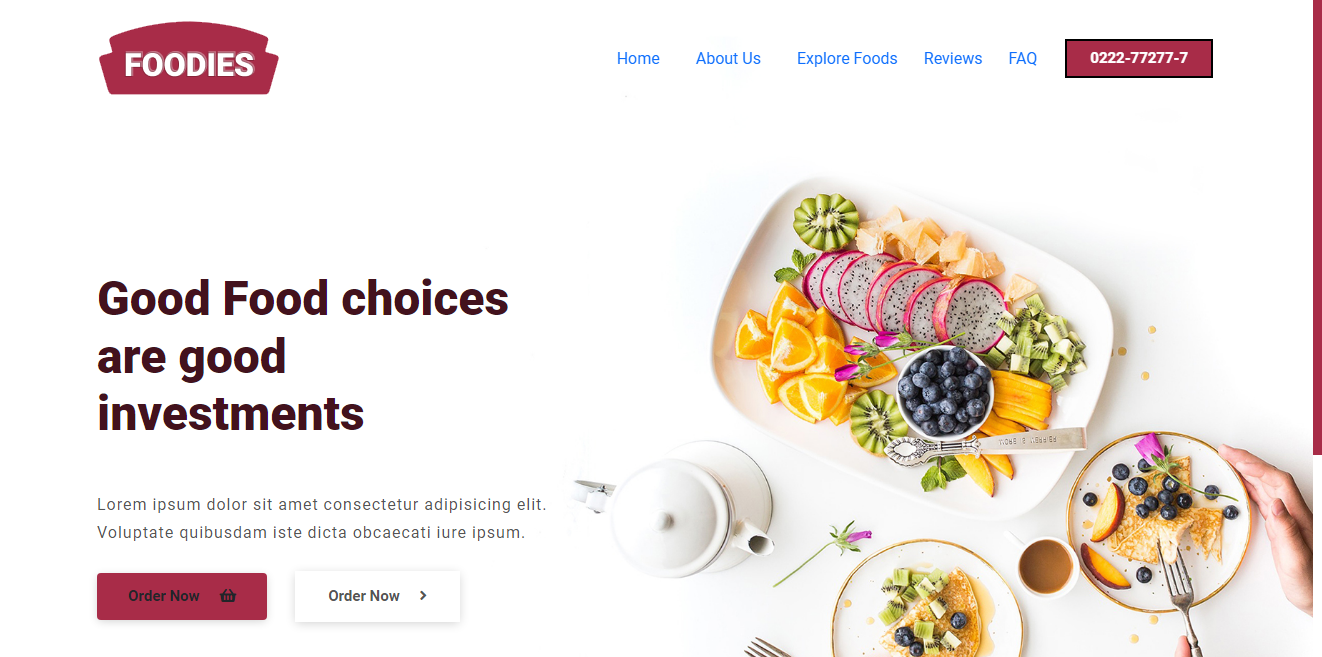 FOODIES
Home About Us Explore Foods Reviews FAQ 0222-77277-7
Good Food choices
are good
investments
Lorem ipsum dolor sit amet consectetur adipisicing elit.
Voluptate quibusdam iste dicta obcaecati iure ipsum.
Order Now Order Now